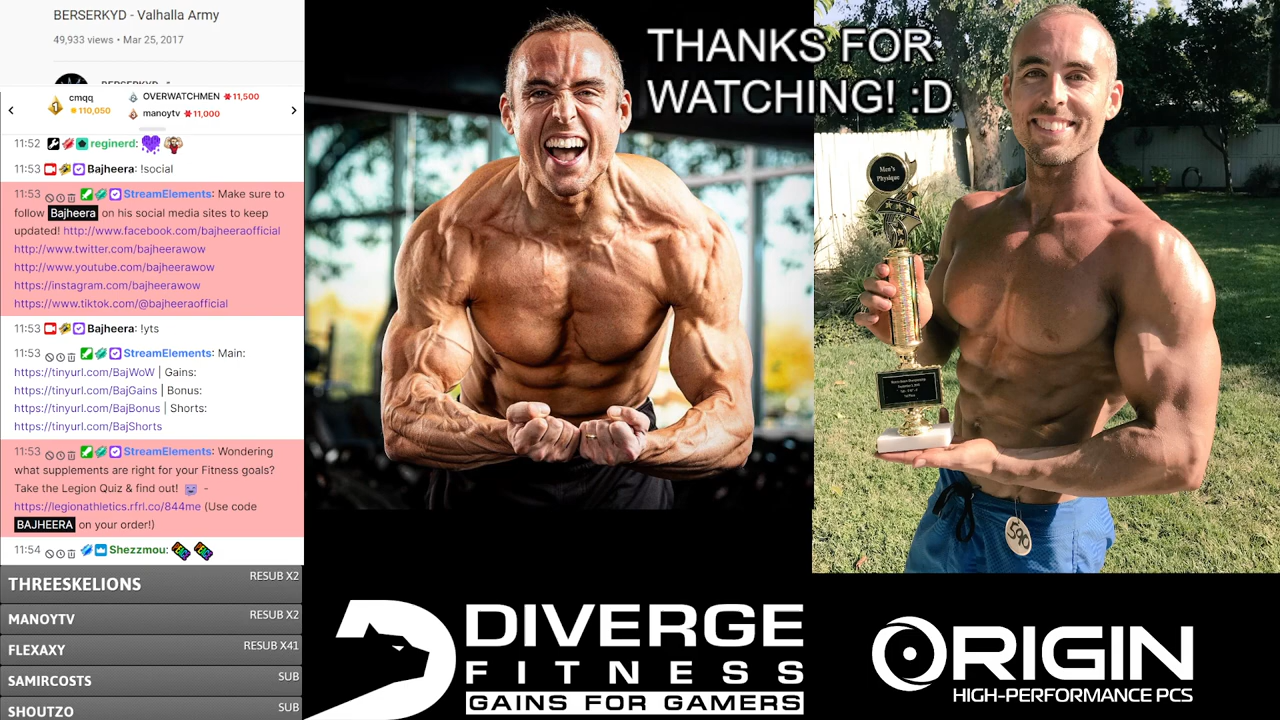 BERSERKYD - Valhalla Army
49,933 views • Mar 25, 2017
cmqq
110,050
OVERWATCHMEN 11,500
manoytv 11,000
11:52 reginerd:
11:53 Bajheera: !social
11:53 StreamElements: Make sure to
follow Bajheera on his social media sites to keep
updated! http://www.facebook.com/bajheeraofficial
http://www.twitter.com/bajheerawow
http://www.youtube.com/bajheerawow
https://instagram.com/bajheerawow
https://www.tiktok.com/@bajheeraofficial
11:53 Bajheera: !yts
11:53 StreamElements: Main:
https://tinyurl.com/BajWoW | Gains:
https://tinyurl.com/BajGains | Bonus:
https://tinyurl.com/BajBonus | Shorts:
https://tinyurl.com/BajShorts
11:53 StreamElements: Wondering
what supplements are right for your Fitness goals?
Take the Legion Quiz & find out! -
https://legionathletics.rfrl.co/844me (Use code
BAJHEERA on your order!)
11:54 Shezzmou:
THREESKELIONS RESUB X2
MANOYTV RESUB X2
FLEXAXY RESUB X41
SAMIRCOSTS SUB
SHOUTZO SUB
THANKS FOR
WATCHING! :D
Men's
Physique
590
DIVERGE
FITNESS
GAINS FOR GAMERS
ORIGIN
HIGH-PERFORMANCE PCS